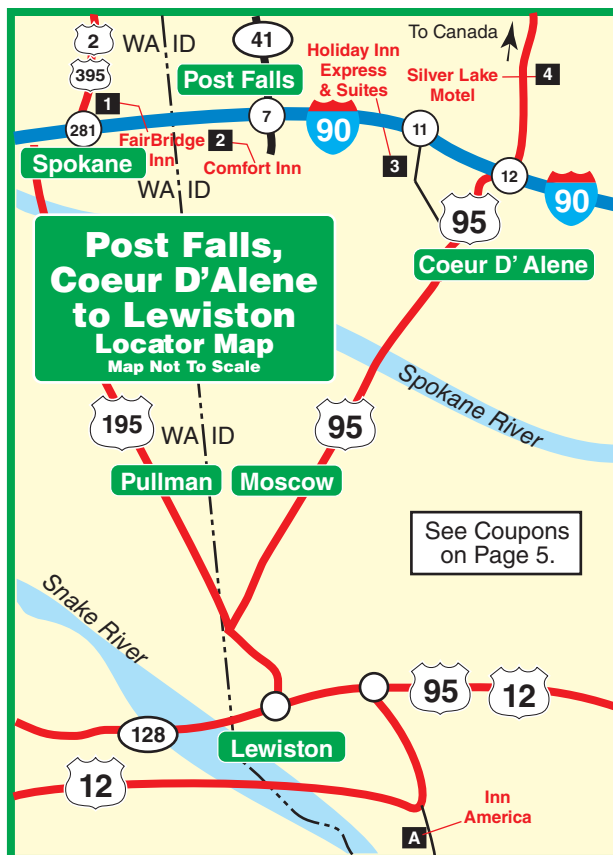 2
WA
ID
41
To Canada
395
Post Falls
Holiday Inn
Express
& Suites
Silver Lake
Motel
4
1
281
FairBridge
Inn
7
90
11
2
Comfort Inn
3
12
Spokane
WA
ID
90
95
Coeur D' Alene
Post Falls,
Coeur D'Alene
to Lewiston
Locator Map
Map Not To Scale
Spokane River
195
WA
ID
95
Pullman
Moscow
See Coupons
on Page 5.
Snake River
95
12
128
Lewiston
12
Inn
America
A